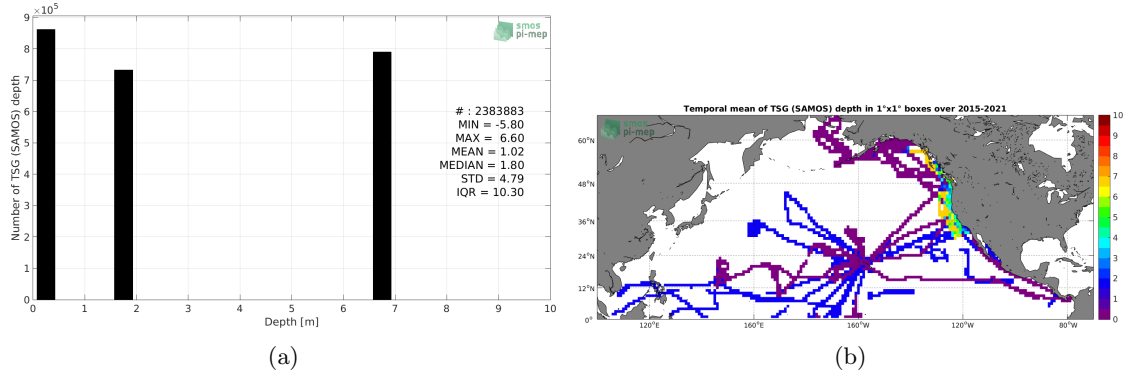 ×10⁵
9
8
7
6
5
4
3
2
1
0
Number of TSG (SAMOS) depth
smos
pi-mep
# : 2383883
MIN = -5.80
MAX = 6.60
MEAN = 1.02
MEDIAN = 1.80
STD = 4.79
IQR = 10.30
0 1 2 3 4 5 6 7 8 9 10
Depth [m]
(a)
Temporal mean of TSG (SAMOS) depth in 1°x1° boxes over 2015-2021
smos
pi-mep
60°N
48°N
36°N
24°N
12°N
0°
120°E 160°E 160°W 120°W 80°W
10
9
8
7
6
5
4
3
2
1
0
(b)